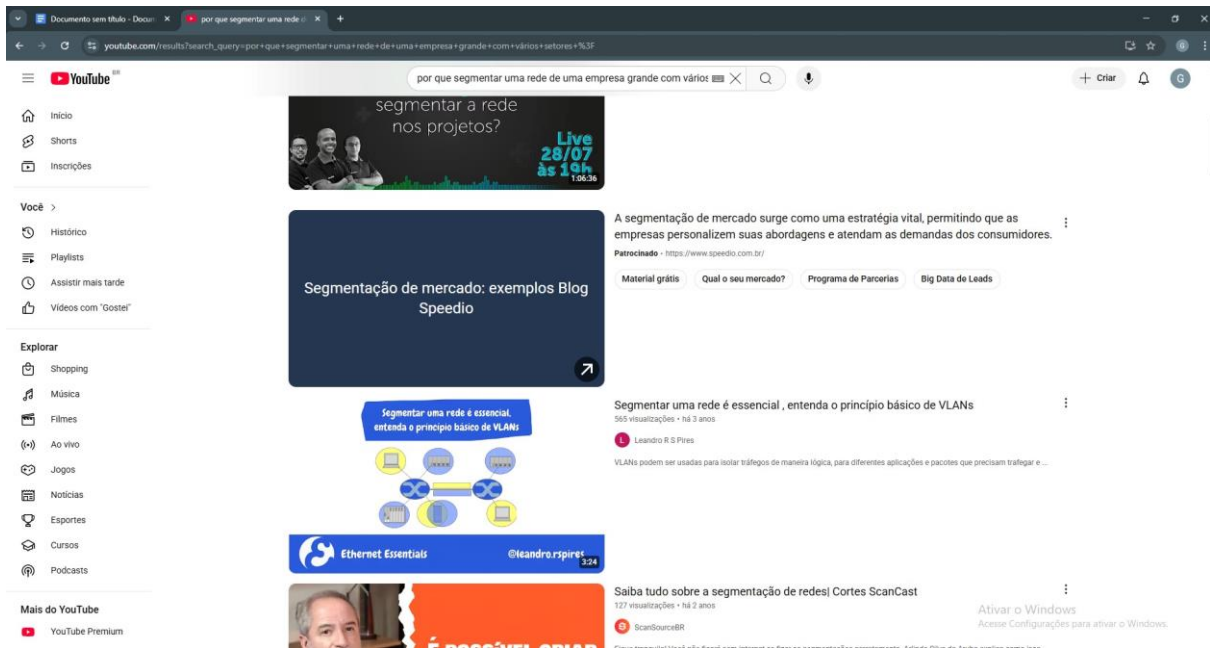 Documento sem título - Docum
por que segmentar uma rede d
youtube.com/results?search_query=por+que+segmentar+uma+rede+de+uma+empresa+grande+com+vários+setores+%3F
YouTube BR
por que segmentar uma rede de uma empresa grande com vários
Criar
G
Início
Shorts
Inscrições
Você
Histórico
Playlists
Assistir mais tarde
Vídeos com "Gostei"
Explorar
Shopping
Música
Filmes
Ao vivo
Jogos
Notícias
Esportes
Cursos
Podcasts
Mais do YouTube
YouTube Premium
segmentar a rede
nos projetos?
Live
28/07
às 19h
1:06:36
Segmentação de mercado: exemplos Blog
Speedio
A segmentação de mercado surge como uma estratégia vital, permitindo que as
empresas personalizem suas abordagens e atendam as demandas dos consumidores.
Patrocinado · https://www.speedio.com.br/
Material grátis
Qual o seu mercado?
Programa de Parcerias
Big Data de Leads
Segmentar uma rede é essencial,
entenda o princípio básico de VLANs
Ethernet Essentials
@leandro.rspires
3:24
Segmentar uma rede é essencial , entenda o princípio básico de VLANs
565 visualizações · há 3 anos
L
Leandro R S Pires
VLANs podem ser usadas para isolar tráfegos de maneira lógica, para diferentes aplicações e pacotes que precisam trafegar e ...
É POSSÍVEL CRIAR
Saiba tudo sobre a segmentação de redes| Cortes ScanCast
127 visualizações · há 2 anos
ScanSourceBR
Ativar o Windows
Acesse Configurações para ativar o Windows.